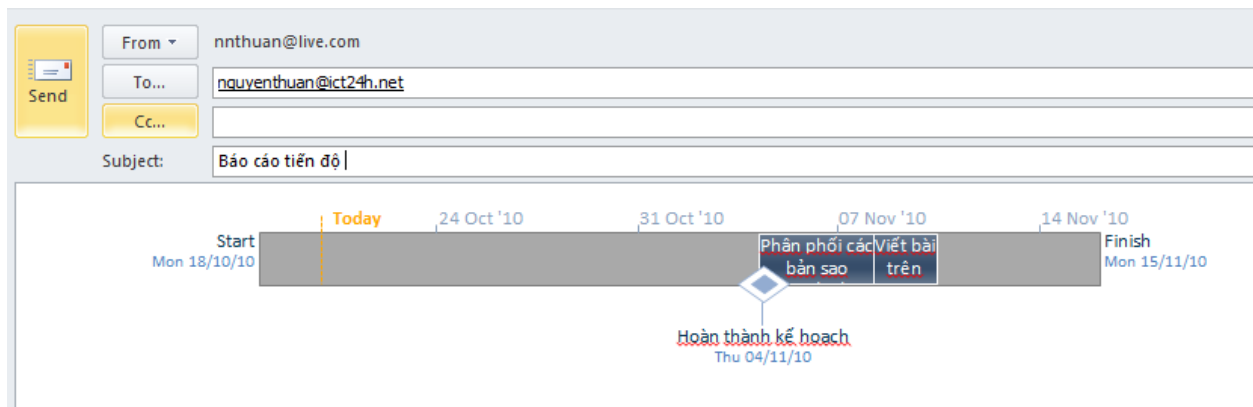 From
nnthuan@live.com
Send
To...
nguyenthuan@ict24h.net
Cc...
Subject:
Báo cáo tiến độ
Today
24 Oct '10
31 Oct '10
07 Nov '10
14 Nov '10
Start
Mon 18/10/10
Phân phối các
bản sao
Viết bài
trên
Finish
Mon 15/11/10
Hoàn thành kế hoạch
Thu 04/11/10